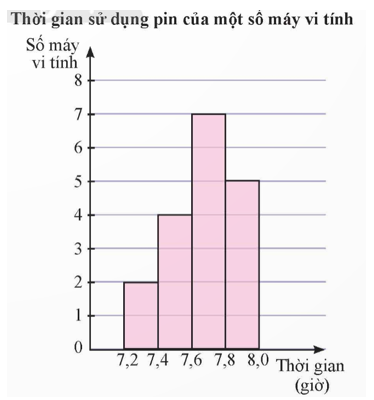 Thời gian sử dụng pin của một số máy vi tính
Số máy
vi tính
8
7
6
5
4
3
2
1
0
7,2 7,4 7,6 7,8 8,0 Thời gian
(giờ)